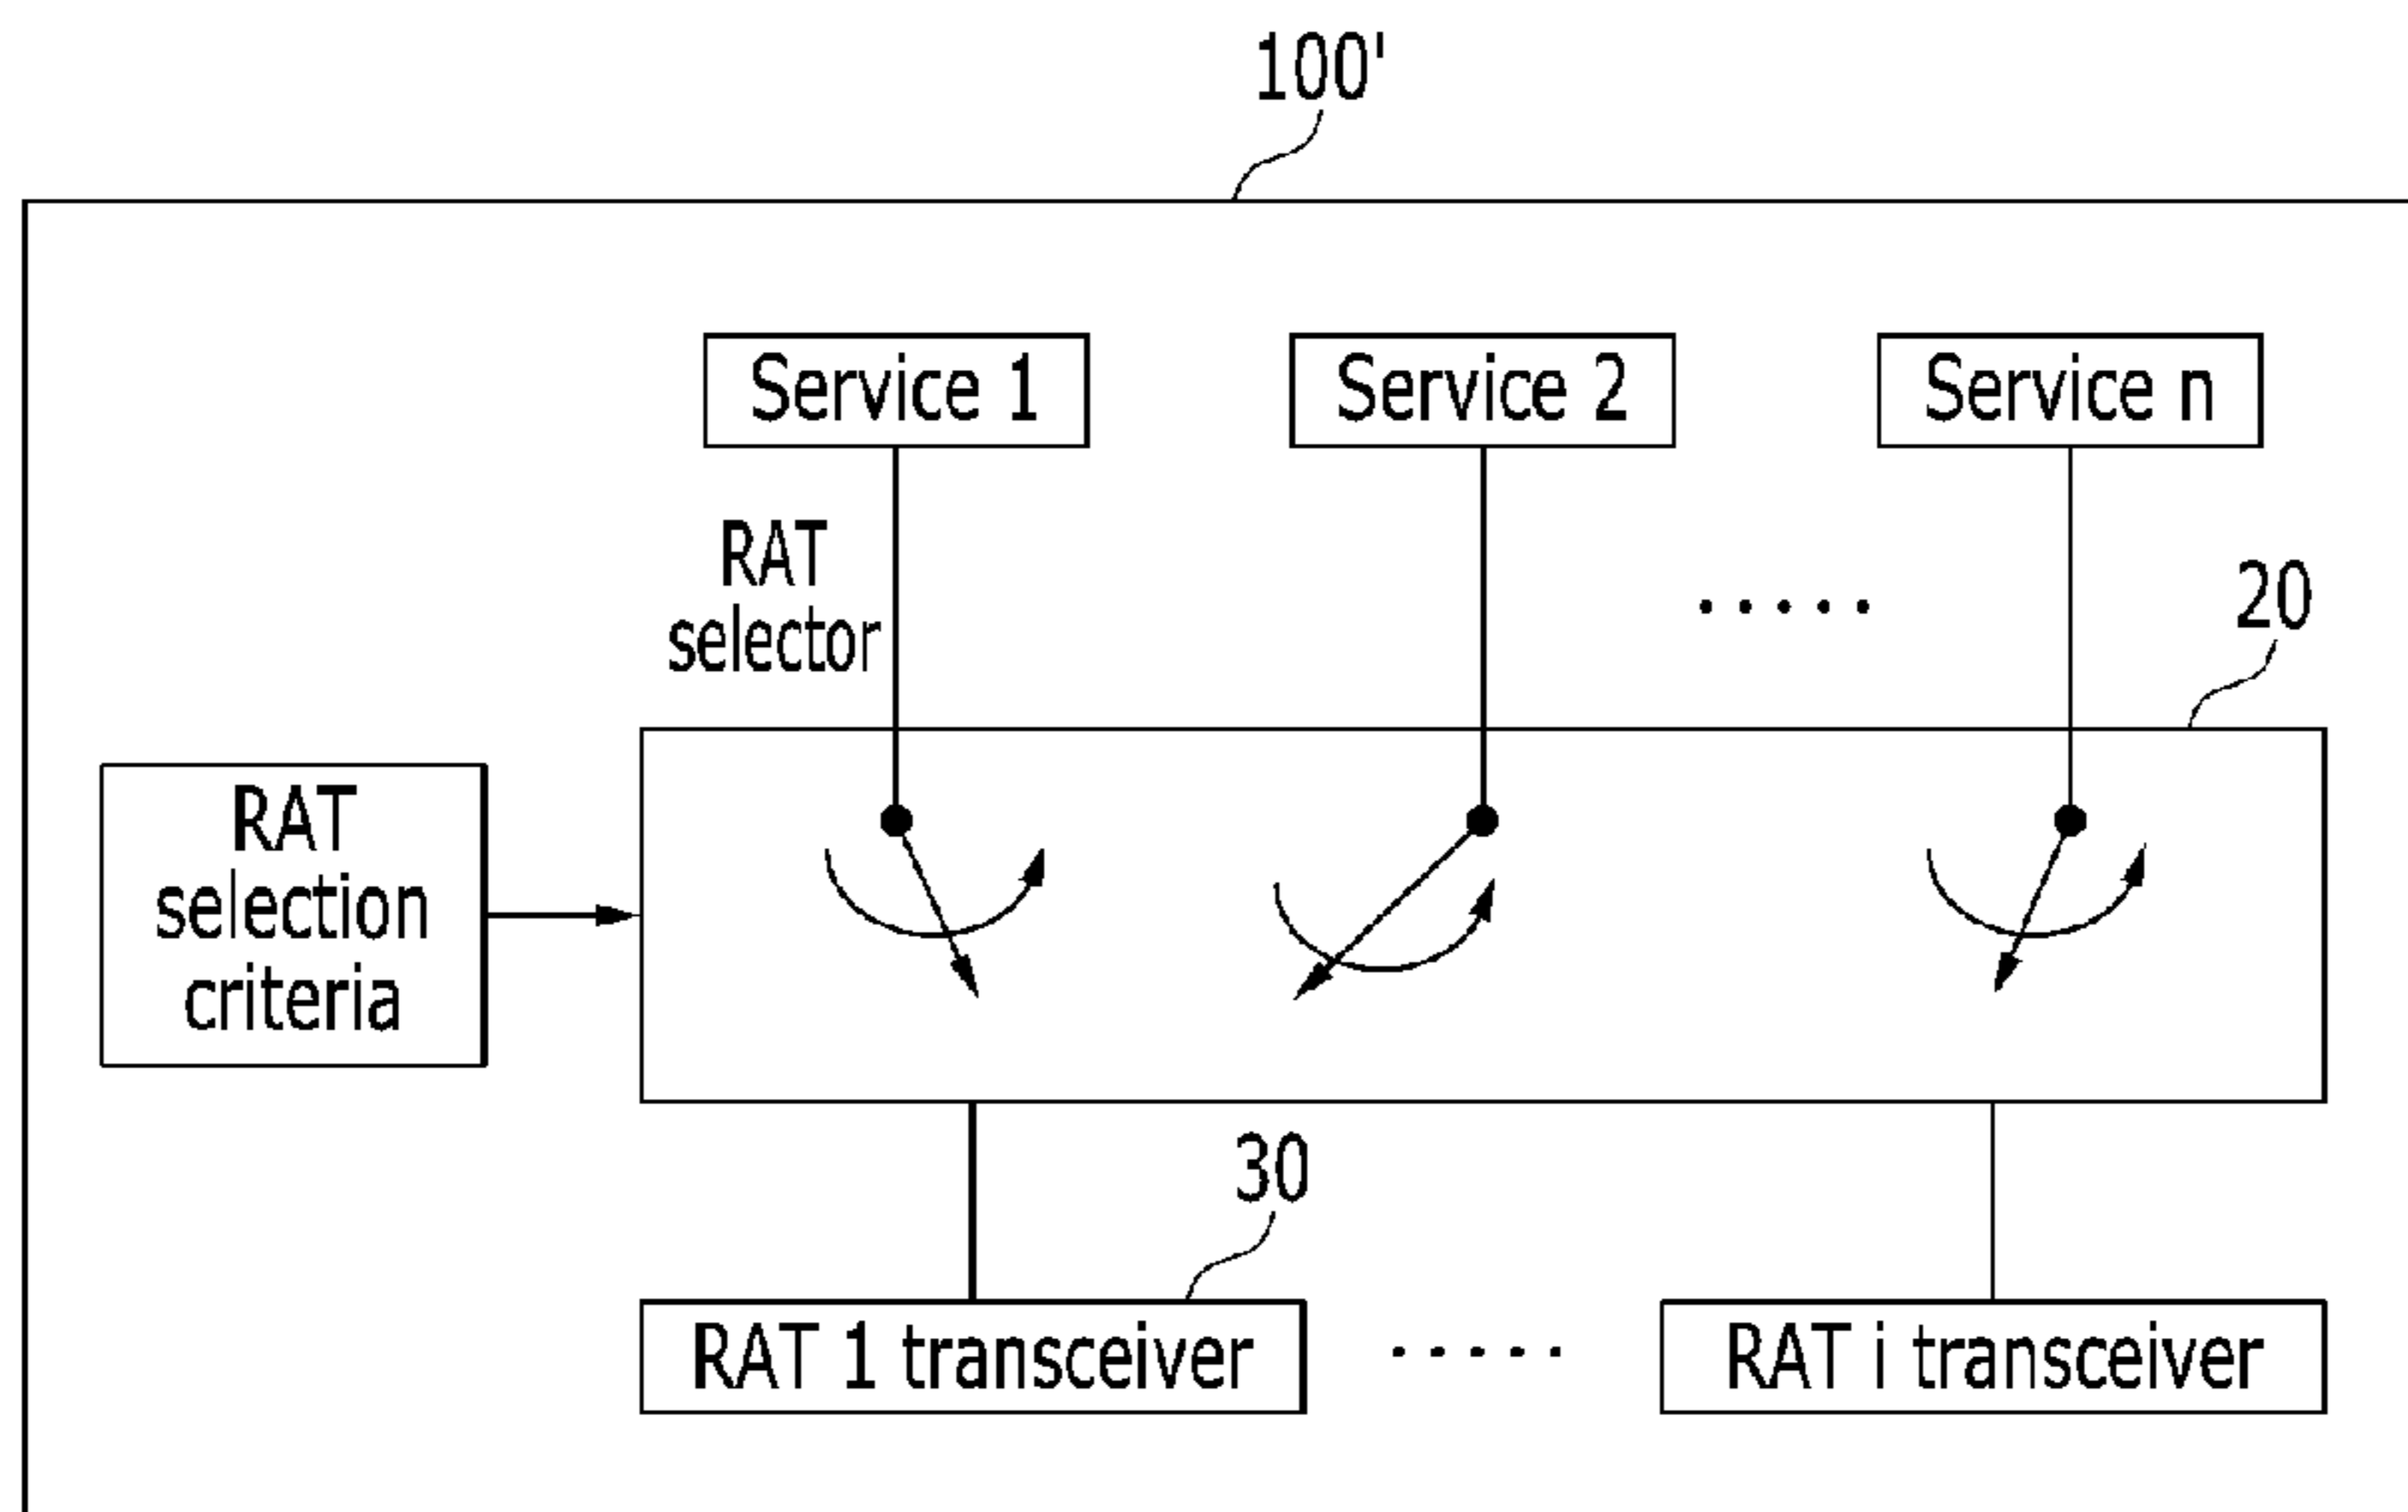 100'
Service 1
Service 2
Service n
RAT
selector
.....
20
RAT
selection
criteria
30
RAT 1 transceiver
.....
RAT i transceiver